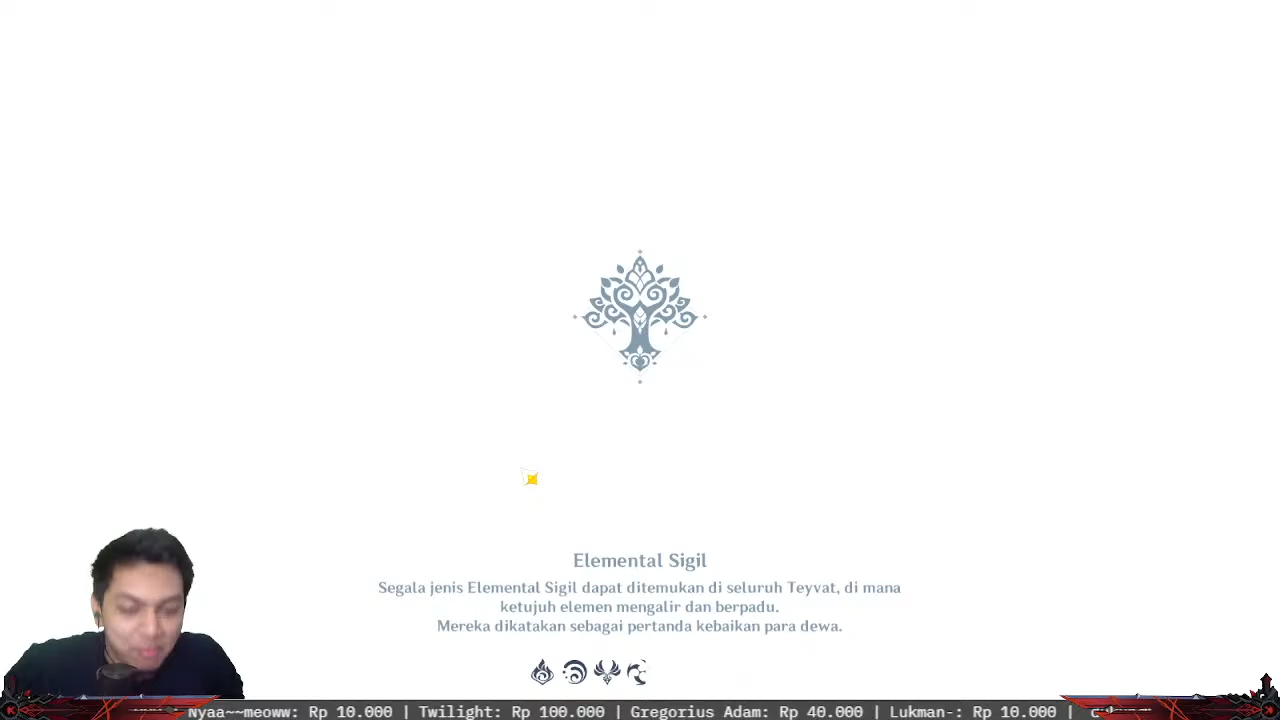 Elemental Sigil
Segala jenis Elemental Sigil dapat ditemukan di seluruh Teyvat, di mana
ketujuh elemen mengalir dan berpadu.
Mereka dikatakan sebagai pertanda kebaikan para dewa.
Nyaa~~meoww: Rp 10.000 | Twilight: Rp 100.000 | Gregorius Adam: Rp 40.000 | Lukman-: Rp 10.000 |